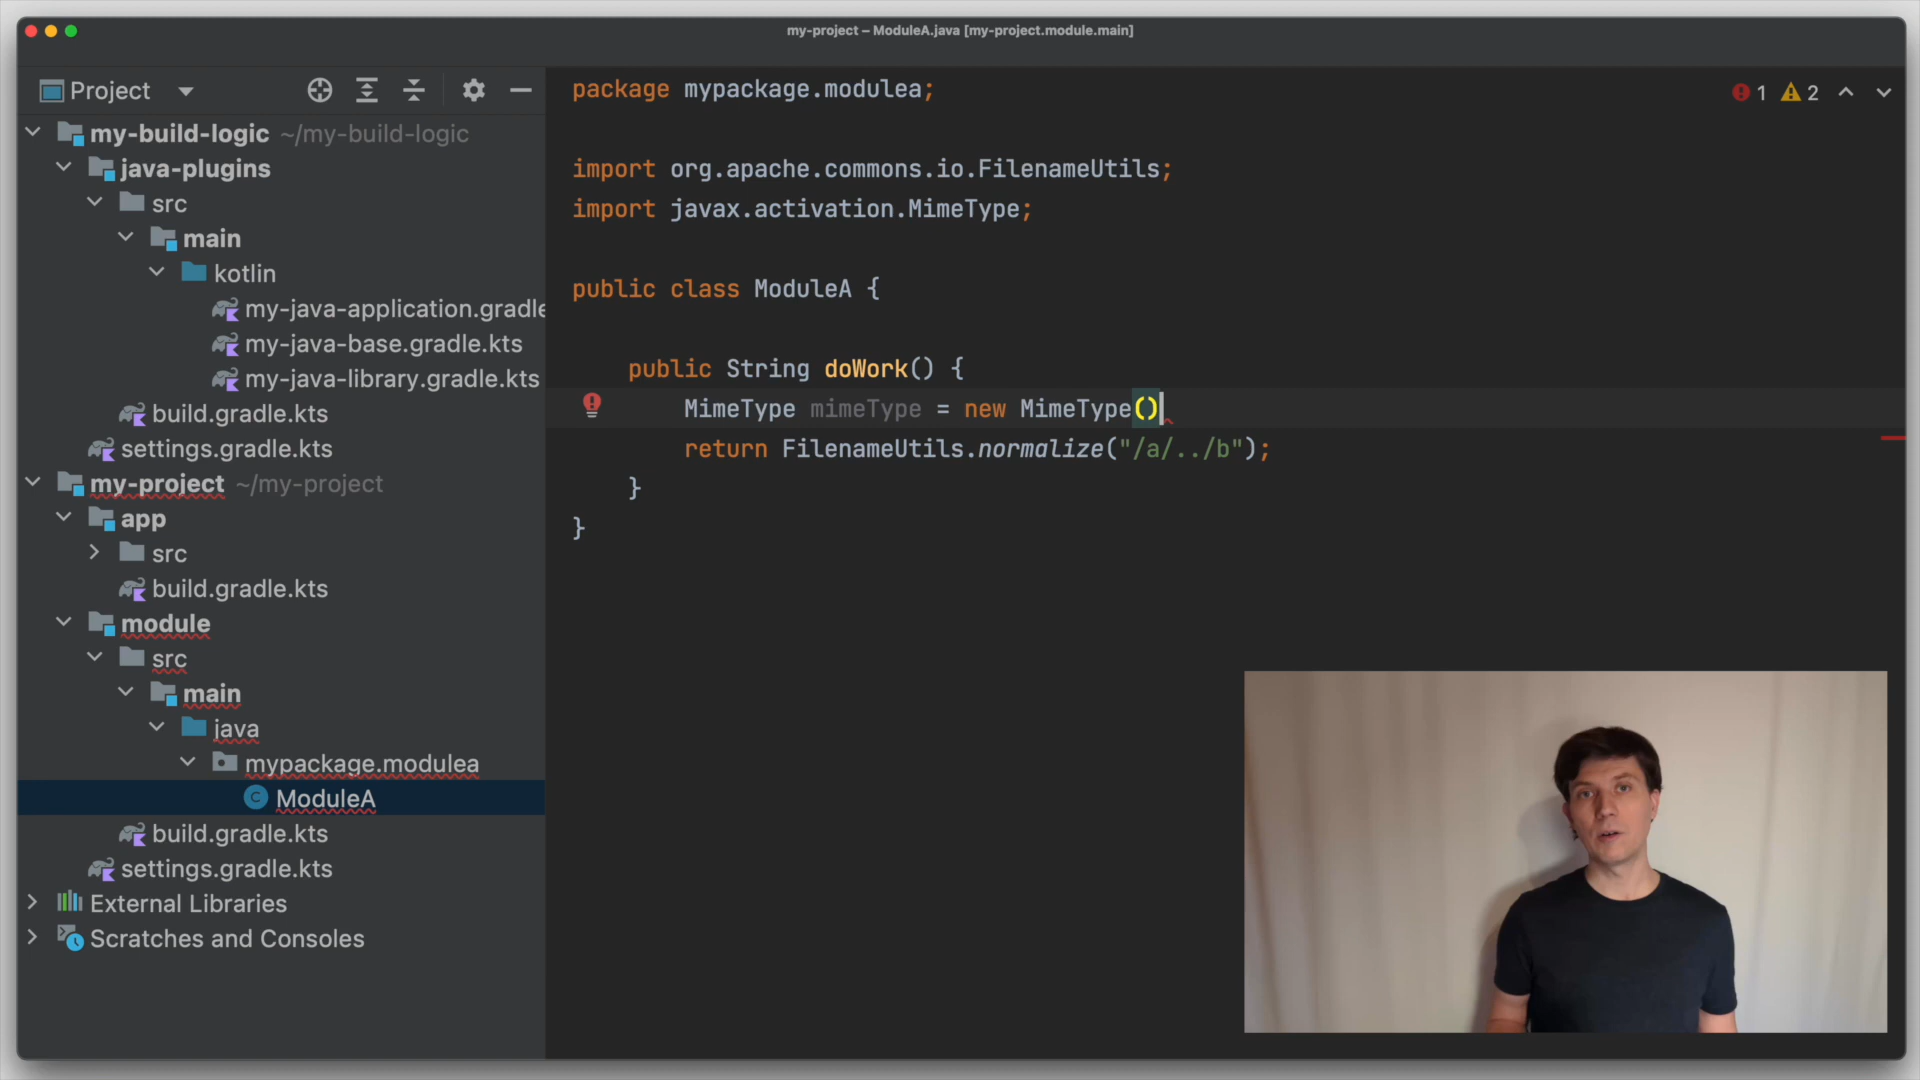 my-project – ModuleA.java [my-project.module.main]
Project
my-build-logic ~/my-build-logic
java-plugins
src
main
kotlin
my-java-application.gradle
my-java-base.gradle.kts
my-java-library.gradle.kts
build.gradle.kts
settings.gradle.kts
my-project ~/my-project
app
src
build.gradle.kts
module
src
main
java
mypackage.modulea
C ModuleA
build.gradle.kts
settings.gradle.kts
External Libraries
Scratches and Consoles
package mypackage.modulea;
1 2
import org.apache.commons.io.FilenameUtils;
import javax.activation.MimeType;
public class ModuleA {
public String doWork() {
MimeType mimeType = new MimeType()
return FilenameUtils.normalize("/a/../b");
}
}